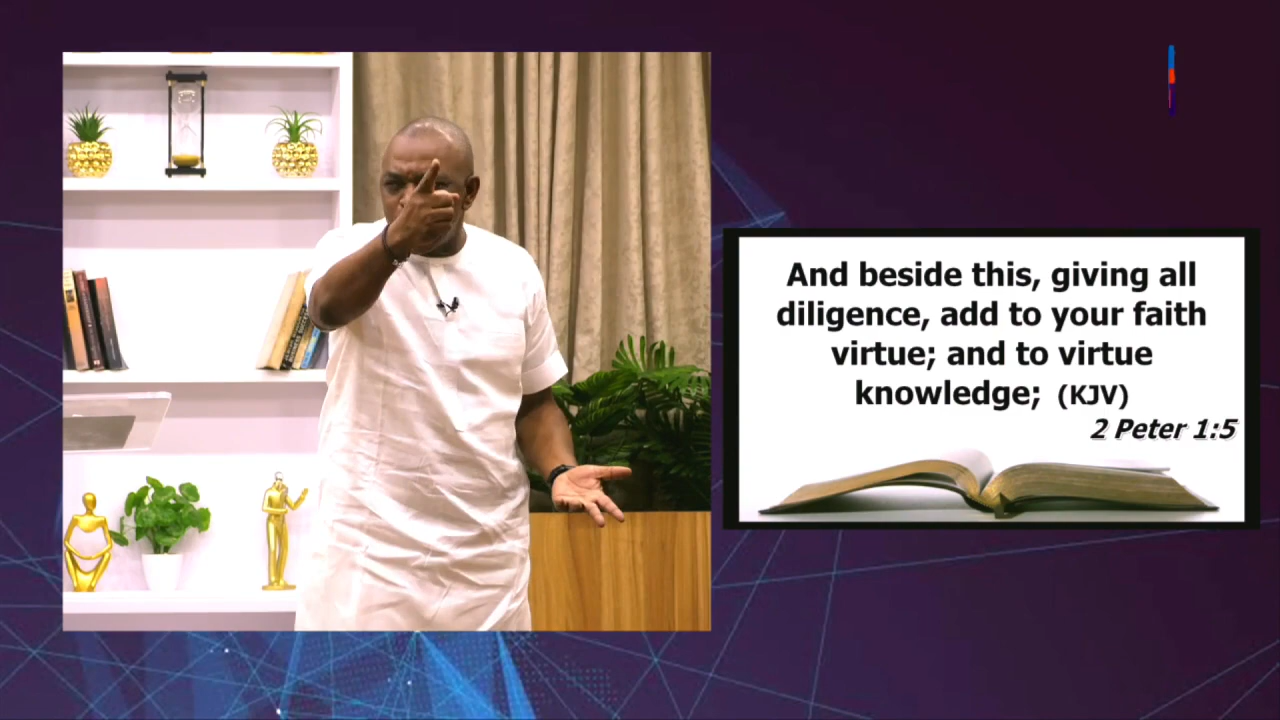 And beside this, giving all
diligence, add to your faith
virtue; and to virtue
knowledge; (KJV)
2 Peter 1:5